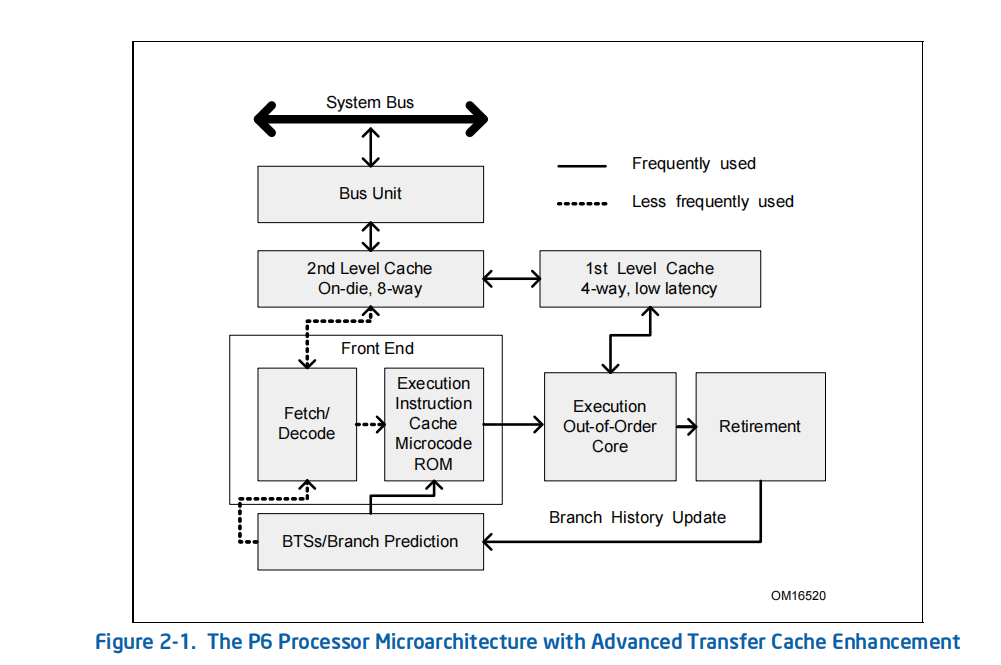 System Bus
Frequently used
Less frequently used
Bus Unit
2nd Level Cache
On-die, 8-way
1st Level Cache
4-way, low latency
Front End
Fetch/
Decode
Execution
Instruction
Cache
Microcode
ROM
Execution
Out-of-Order
Core
Retirement
Branch History Update
BTSs/Branch Prediction
OM16520
Figure 2-1. The P6 Processor Microarchitecture with Advanced Transfer Cache Enhancement